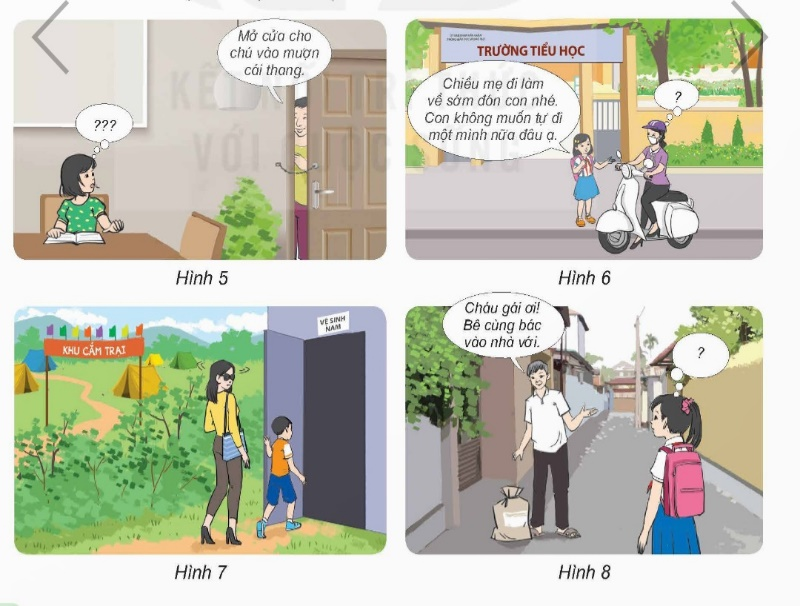 Mở cửa cho
chú vào mượn
cái thang.
???
Hình 5
TRƯỜNG TIỂU HỌC
Chiều mẹ đi làm
về sớm đón con nhé.
Con không muốn tự đi
một mình nữa đâu ạ.
?
Hình 6
KHU CẮM TRẠI
VỆ SINH
NAM
Hình 7
Cháu gái ơi!
Bê cùng bác
vào nhà với.
?
Hình 8